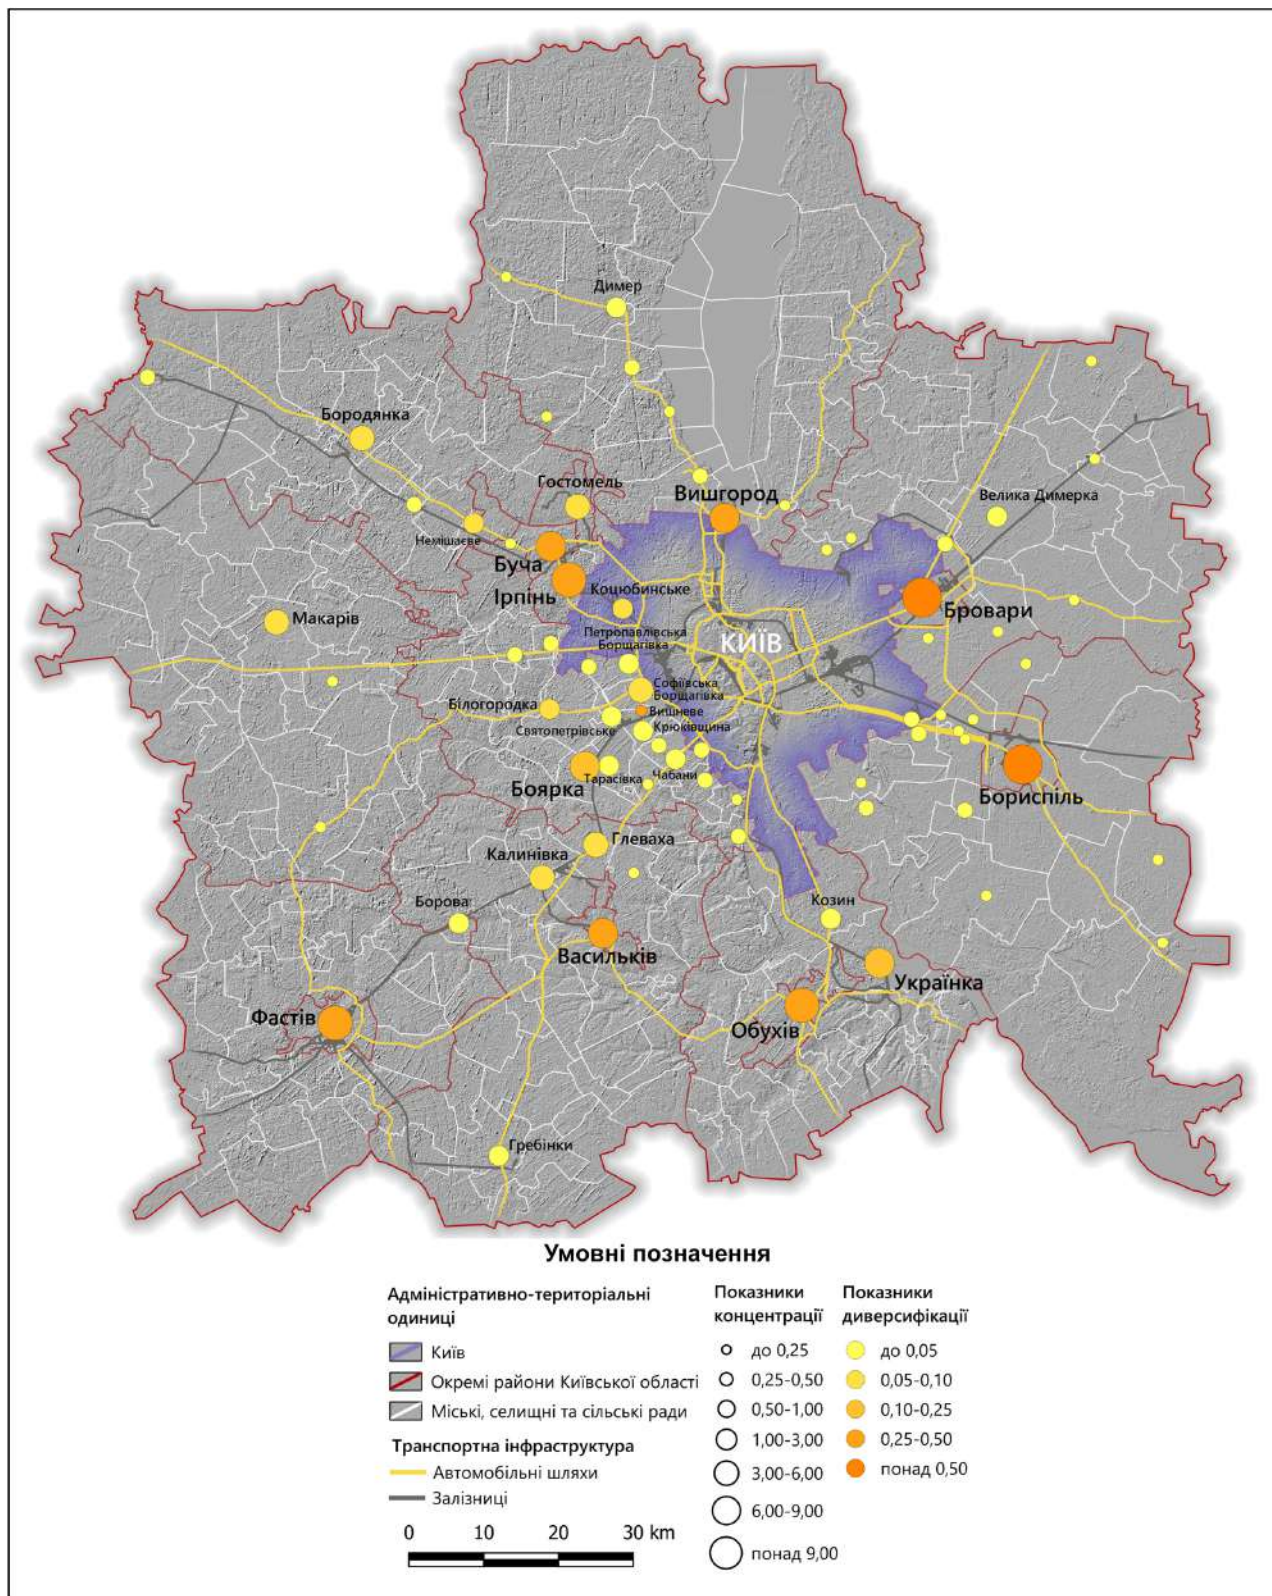 Димер
Бородянка
Гостомель
Вишгород
Велика Димерка
Немішаєве
Буча
Ірпінь
Коцюбинське
Бровари
Макарів
Петропавлівська
Борщагівка
КИЇВ
Софіївська
Борщагівка
Білогородка
Вишневе
Святопетрівське
Крюківщина
Боярка
Тарасівка
Чабани
Бориспіль
Глеваха
Калинівка
Борова
Козин
Васильків
Українка
Фастів
Обухів
Гребінки
Умовні позначення
Адміністративно-територіальні
одиниці
Київ
Окремі райони Київської області
Міські, селищні та сільські ради
Транспортна інфраструктура
Автомобільні шляхи
Залізниці
0 10 20 30 km
Показники
концентрації
до 0,25
0,25-0,50
0,50-1,00
1,00-3,00
3,00-6,00
6,00-9,00
понад 9,00
Показники
диверсифікації
до 0,05
0,05-0,10
0,10-0,25
0,25-0,50
понад 0,50